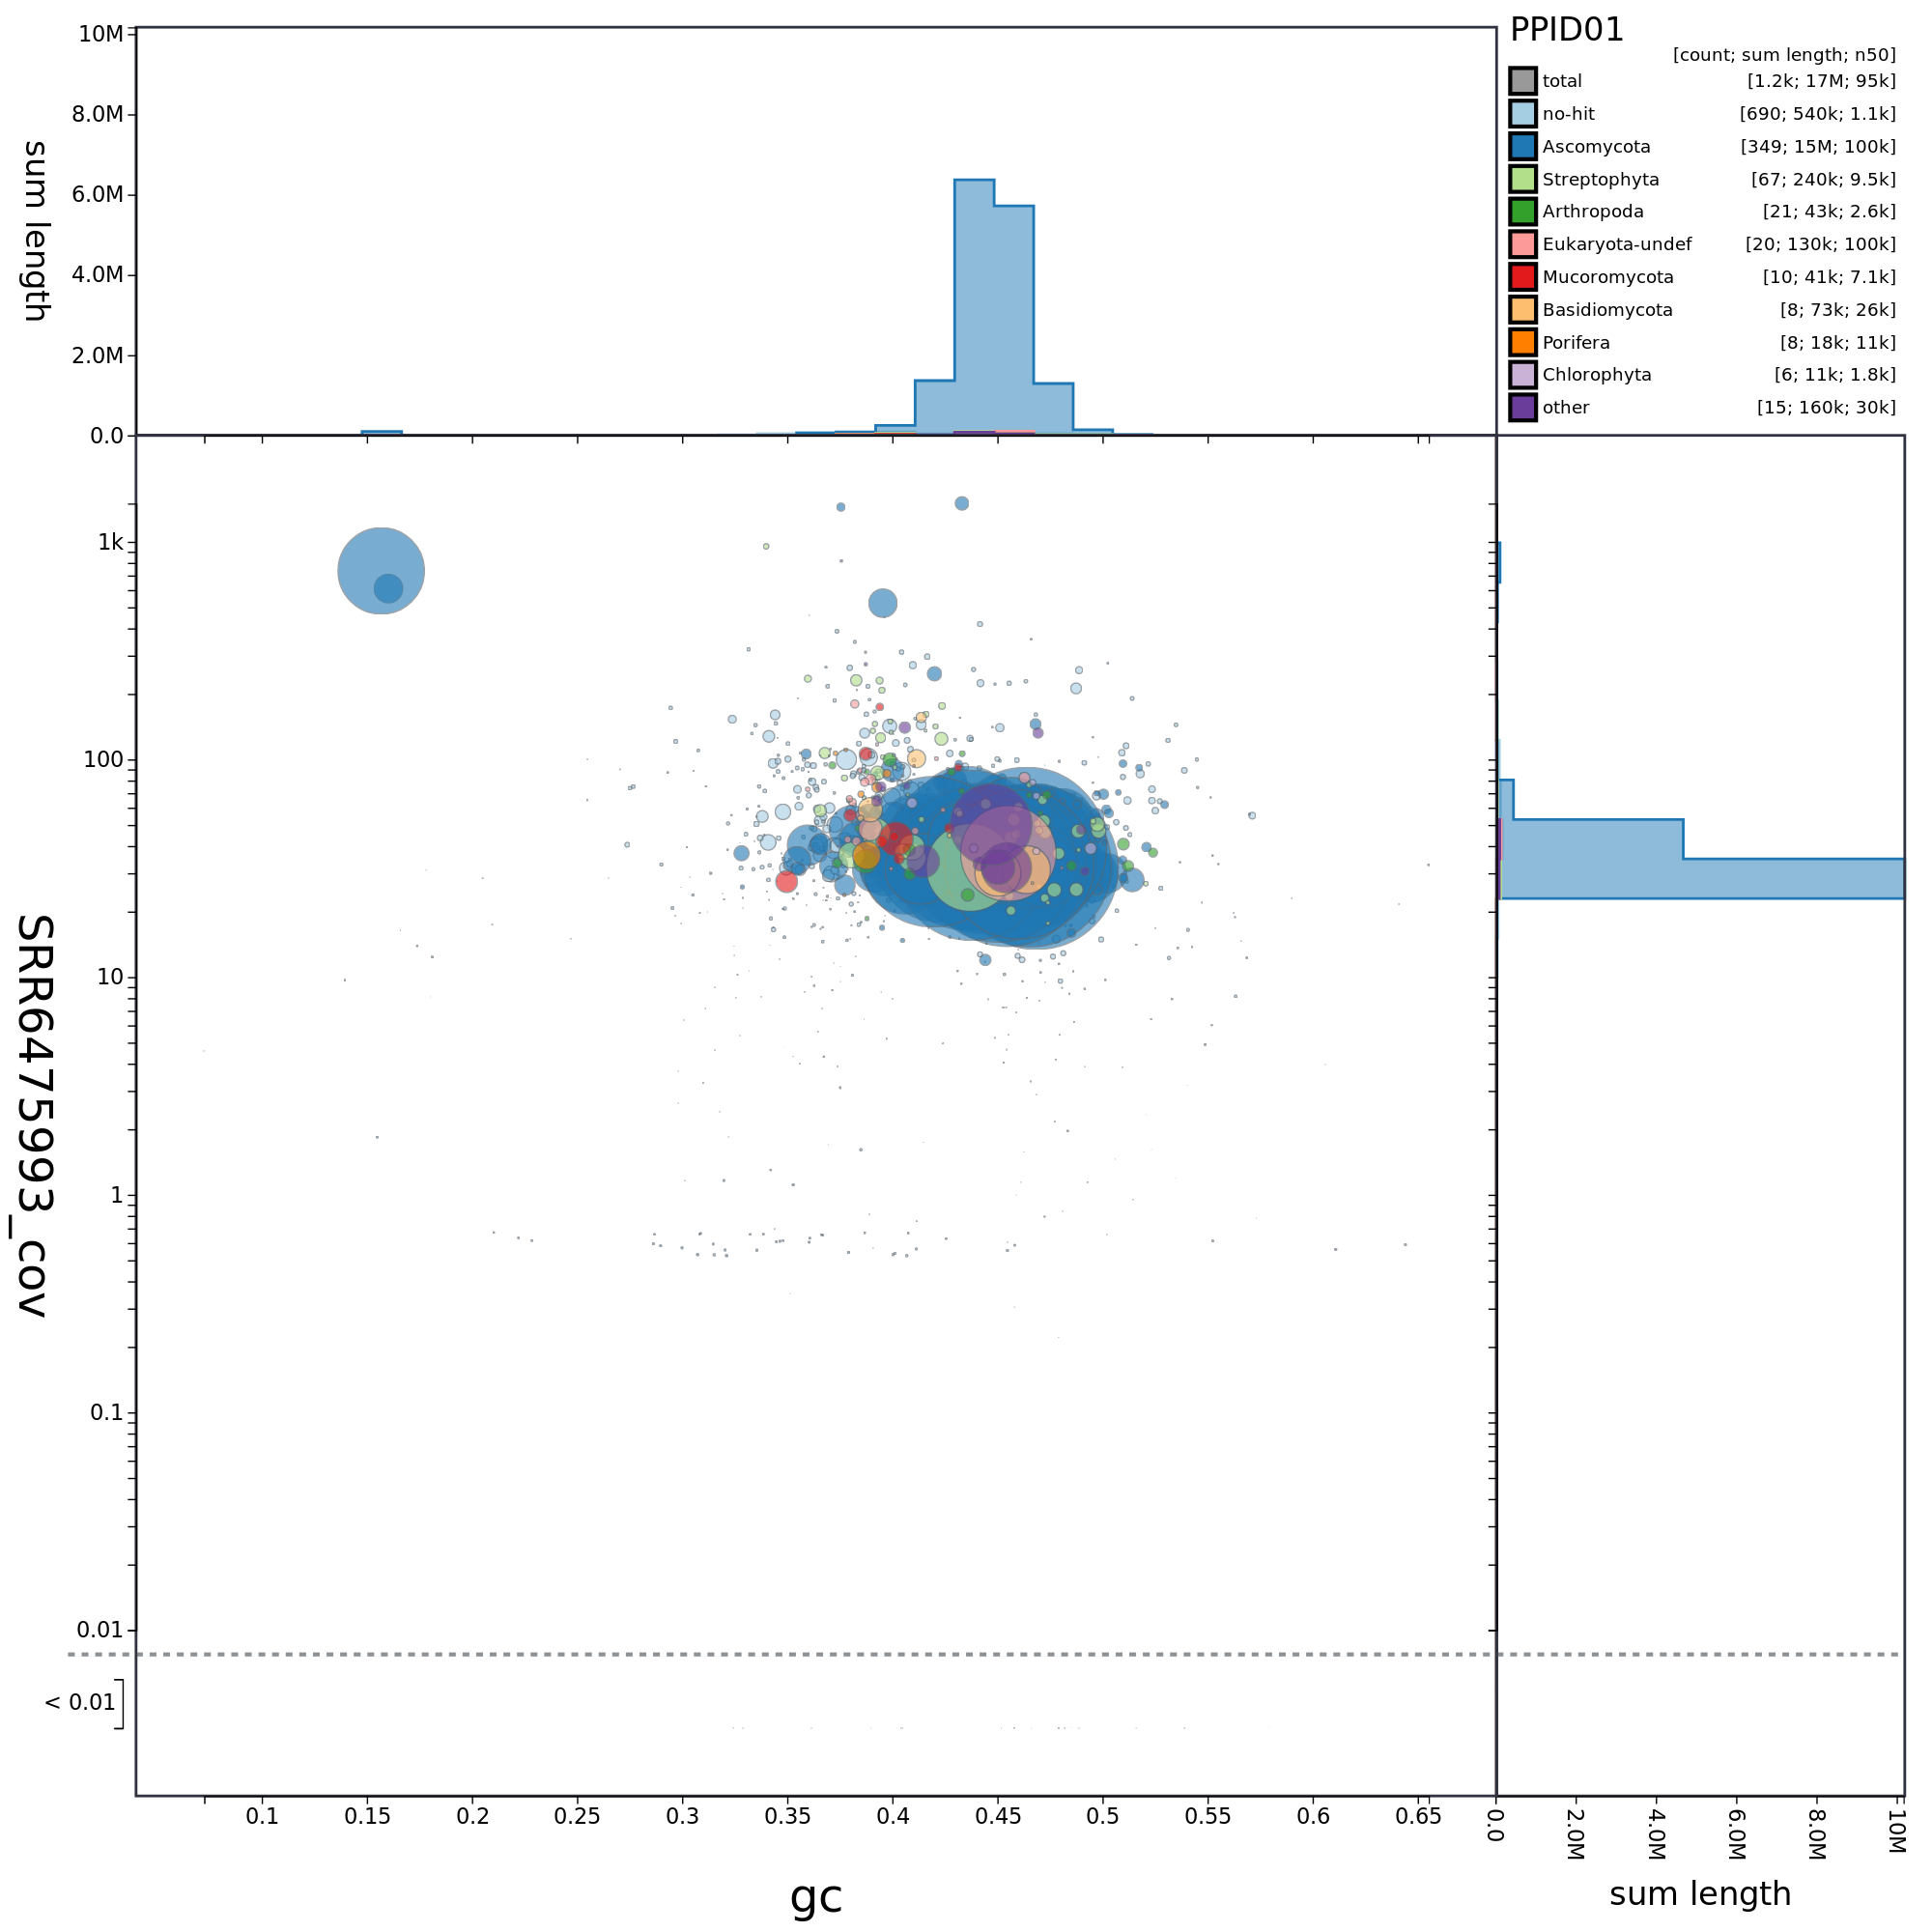 PPID01
[count; sum length; n50]
total [1.2k; 17M; 95k]
no-hit [690; 540k; 1.1k]
Ascomycota [349; 15M; 100k]
Streptophyta [67; 240k; 9.5k]
Arthropoda [21; 43k; 2.6k]
Eukaryota-undef [20; 130k; 100k]
Mucoromycota [10; 41k; 7.1k]
Basidiomycota [8; 73k; 26k]
Porifera [8; 18k; 11k]
Chlorophyta [6; 11k; 1.8k]
other [15; 160k; 30k]
sum length
10M
8.0M
6.0M
4.0M
2.0M
0.0
SRR6475993_cov
1k
100
10
1
0.1
0.01
< 0.01
0.1 0.15 0.2 0.25 0.3 0.35 0.4 0.45 0.5 0.55 0.6 0.65
gc
0.0 2.0M 4.0M 6.0M 8.0M 10M
sum length